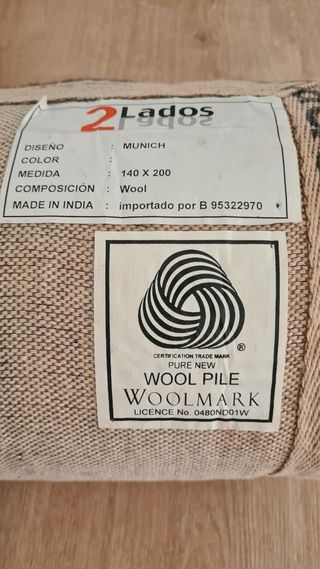 2Lados
DISEÑO : MUNICH
COLOR :
MEDIDA : 140 X 200
COMPOSICIÓN : Wool
MADE IN INDIA : importado por B 95322970
®
CERTIFICATION TRADE MARK
PURE NEW
WOOL PILE
WOOLMARK
LICENCE No. 0480ND01W